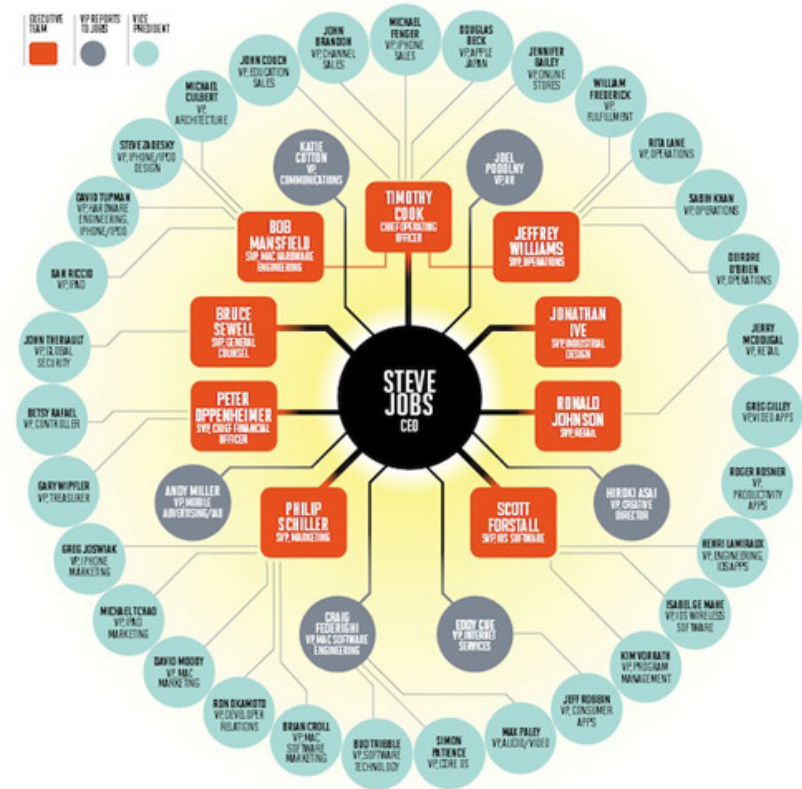 EXECUTIVE
TEAM
VP REPORTS
TO JOBS
VICE
PRESIDENT
JOHN COUCH
VP, EDUCATION
SALES
JOHN
BRANDON
VP, CHANNEL
SALES
MICHAEL
FENGER
VP, IPHONE
SALES
DOUGLAS
BECK
VP, APPLE
JAPAN
JENNIFER
BAILEY
VP, ONLINE
STORES
WILLIAM
FREDERICK
VP,
FULFILLMENT
RITA LANE
VP, OPERATIONS
SABIH KHAN
VP, OPERATIONS
DEIRDRE
O'BRIEN
VP, OPERATIONS
JERRY
MCDOUGAL
VP, RETAIL
GREG GILLEY
VP, VIDEO APPS
ROGER ROSNER
VP,
PRODUCTIVITY
APPS
HENRI LAMIRAUX
VP, ENGINEERING,
IOS APPS
ISABEL GE MAHE
VP, IOS WIRELESS
SOFTWARE
KIM VORRATH
VP, PROGRAM
MANAGEMENT
JEFF ROBBIN
VP, CONSUMER
APPS
MAX PALEY
VP, AUDIO/VIDEO
SIMON
PATIENCE
VP, CORE OS
BUD TRIBBLE
VP, SOFTWARE
TECHNOLOGY
BRIAN CROLL
VP, MAC
SOFTWARE
MARKETING
RON OKAMOTO
VP, DEVELOPER
RELATIONS
DAVID MOODY
VP, MAC
MARKETING
MICHAEL TCHAO
VP, IPAD
MARKETING
GREG JOSWIAK
VP, IPHONE
MARKETING
GARY WIPFLER
VP, TREASURER
BETSY RAFAEL
VP, CONTROLLER
JOHN THERIAULT
VP, GLOBAL
SECURITY
DAN RICCIO
VP, IPAD
DAVID TUPMAN
VP, HARDWARE
ENGINEERING,
IPHONE/IPOD
STEVE ZADESKY
VP, IPHONE/IPOD
DESIGN
MICHAEL
CULBERT
VP,
ARCHITECTURE
KATIE
COTTON
VP,
COMMUNICATIONS
JOEL
PODOLNY
VP, HR
TIMOTHY
COOK
CHIEF OPERATING
OFFICER
BOB
MANSFIELD
SVP, MAC HARDWARE
ENGINEERING
JEFFREY
WILLIAMS
SVP, OPERATIONS
BRUCE
SEWELL
SVP, GENERAL
COUNSEL
JONATHAN
IVE
SVP, INDUSTRIAL
DESIGN
STEVE
JOBS
CEO
PETER
OPPENHEIMER
SVP, CHIEF FINANCIAL
OFFICER
RONALD
JOHNSON
SVP, RETAIL
ANDY MILLER
VP, MOBILE
ADVERTISING/IAD
HIROKI ASAI
VP, CREATIVE
DIRECTOR
PHILIP
SCHILLER
SVP, MARKETING
SCOTT
FORSTALL
SVP, IOS SOFTWARE
CRAIG
FEDERIGHI
VP, MAC SOFTWARE
ENGINEERING
EDDY CUE
VP, INTERNET
SERVICES